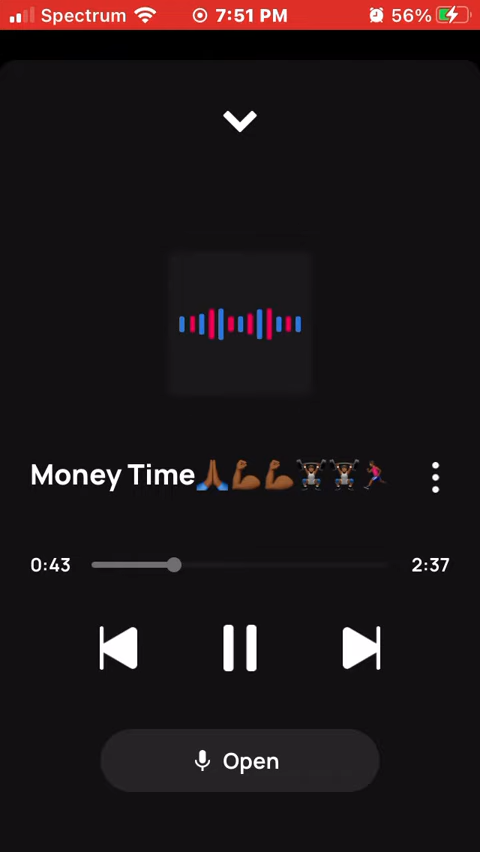 Spectrum 7:51 PM 56%
Money Time🙏🏾💪🏾💪🏾🏋🏾‍♂️🏋🏾‍♂️🏃🏾
0:43 2:37
Open